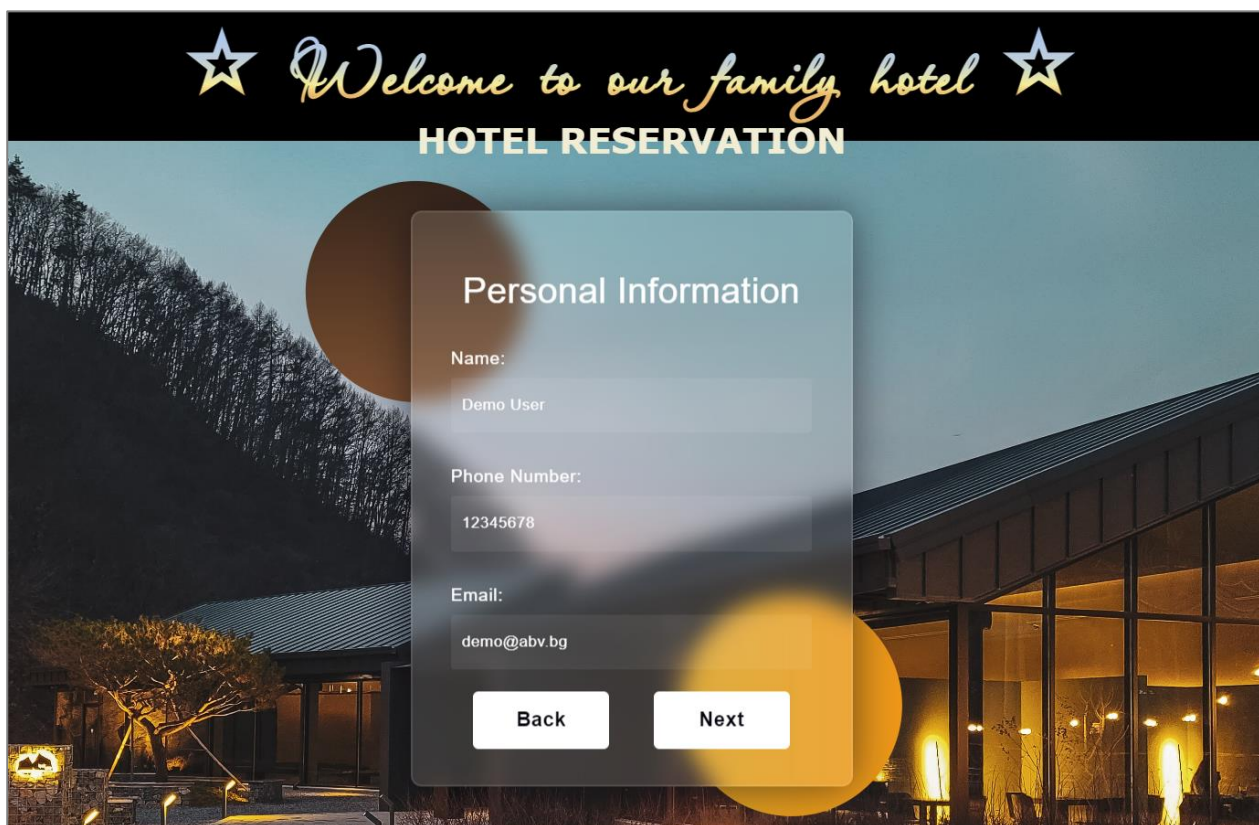 Welcome to our family hotel
HOTEL RESERVATION
Personal Information
Name:
Demo User
Phone Number:
12345678
Email:
demo@abv.bg
Back Next